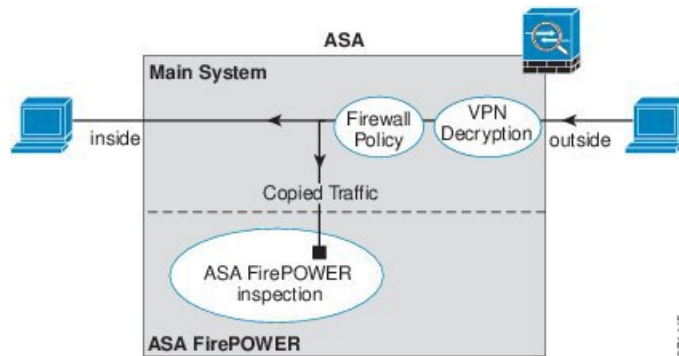 ASA
Main System
inside
Firewall
Policy
VPN
Decryption
outside
Copied Traffic
ASA FirePOWER
inspection
ASA FirePOWER